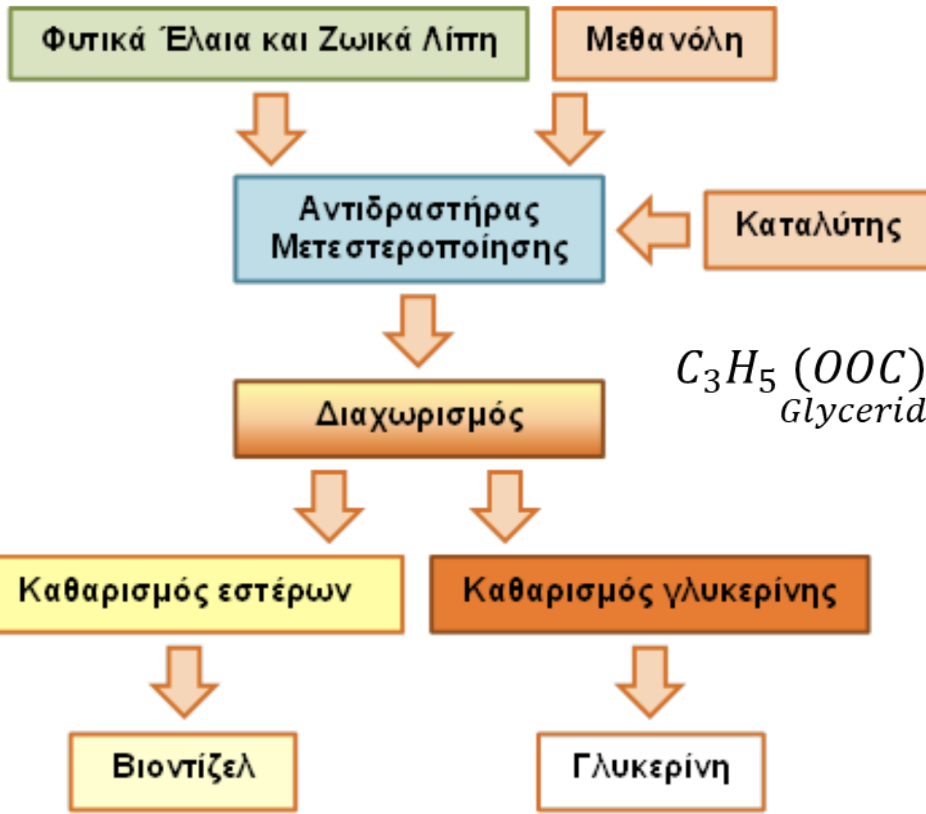 Φυτικά Έλαια και Ζωικά Λίπη
Μεθανόλη
Αντιδραστήρας
Μετεστεροποίησης
Καταλύτης
C₃H₅ (OOC)
Glycerid
Διαχωρισμός
Καθαρισμός εστέρων
Καθαρισμός γλυκερίνης
Βιοντίζελ
Γλυκερίνη